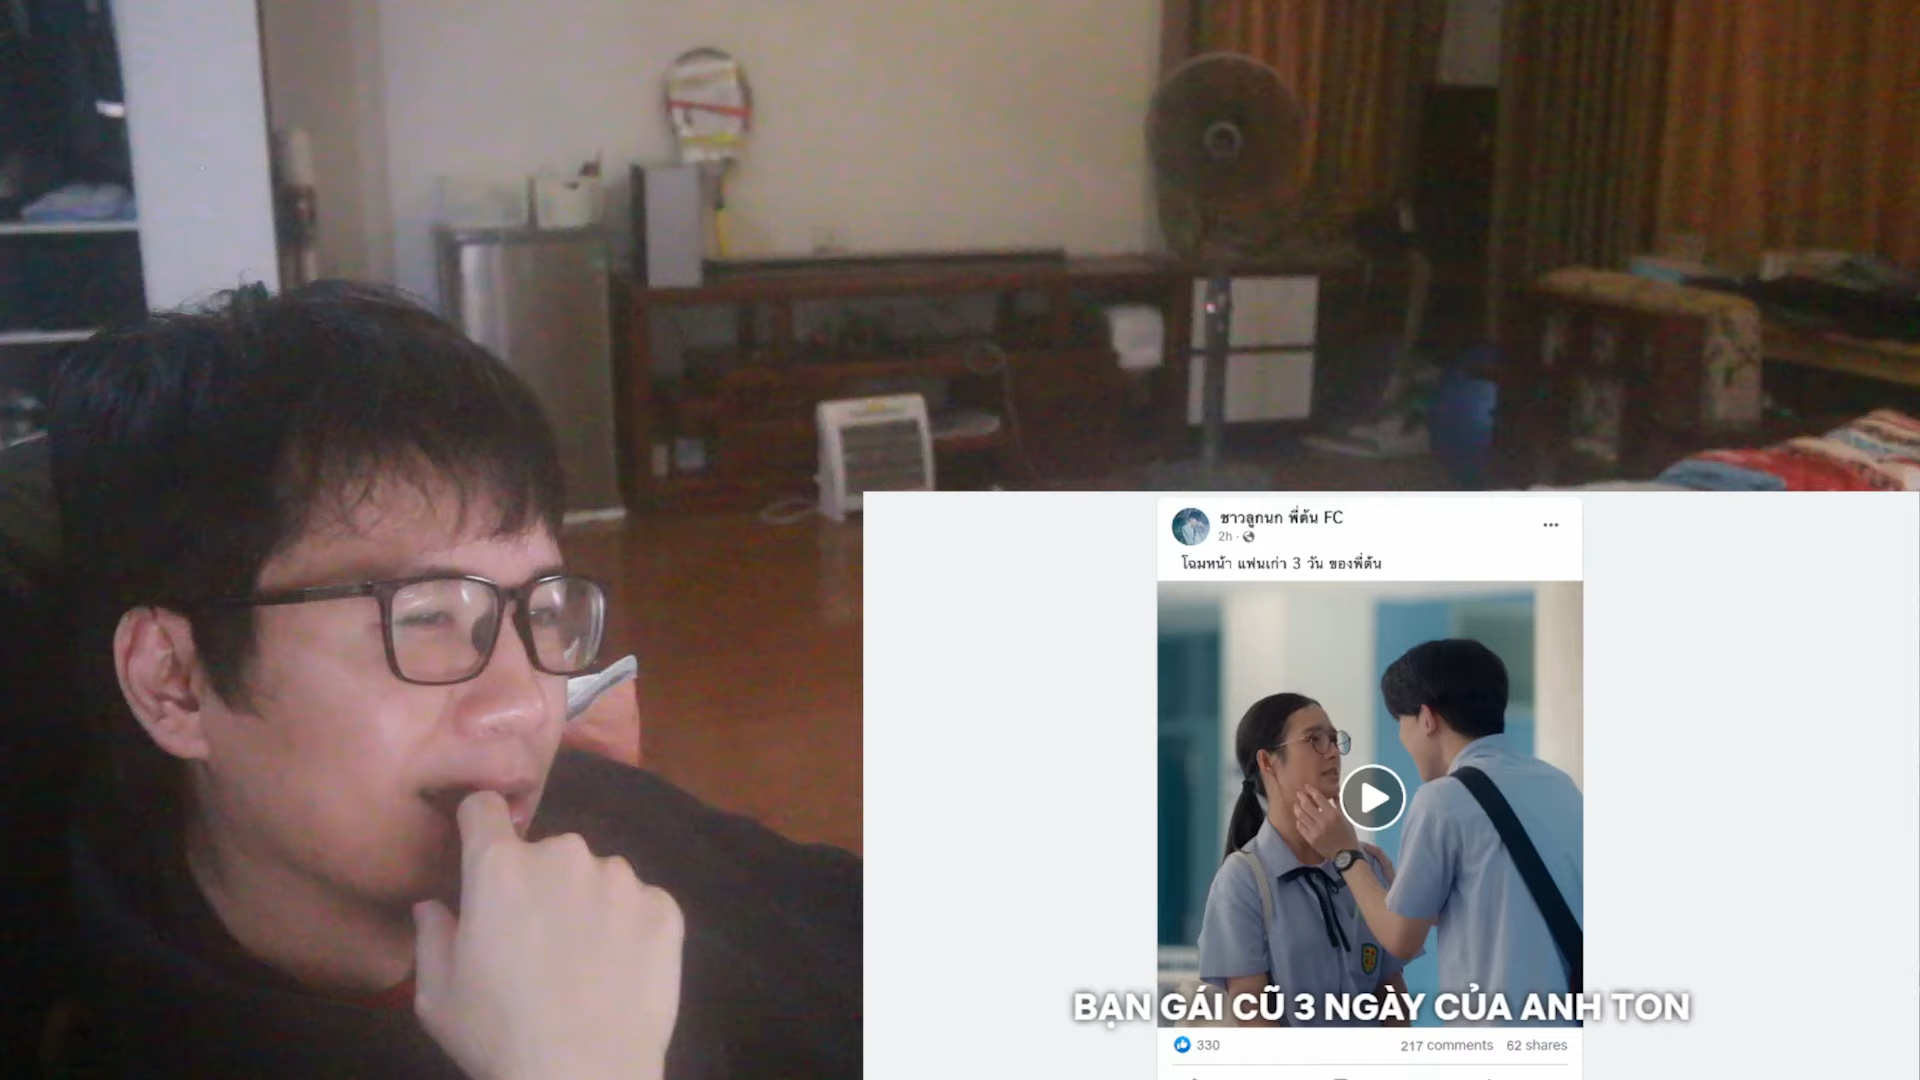 ชาวลูกนก พี่ต้น FC
2h
โฉมหน้า แฟนเก่า 3 วัน ของพี่ต้น
BẠN GÁI CŨ 3 NGÀY CỦA ANH TON
330
217 comments 62 shares